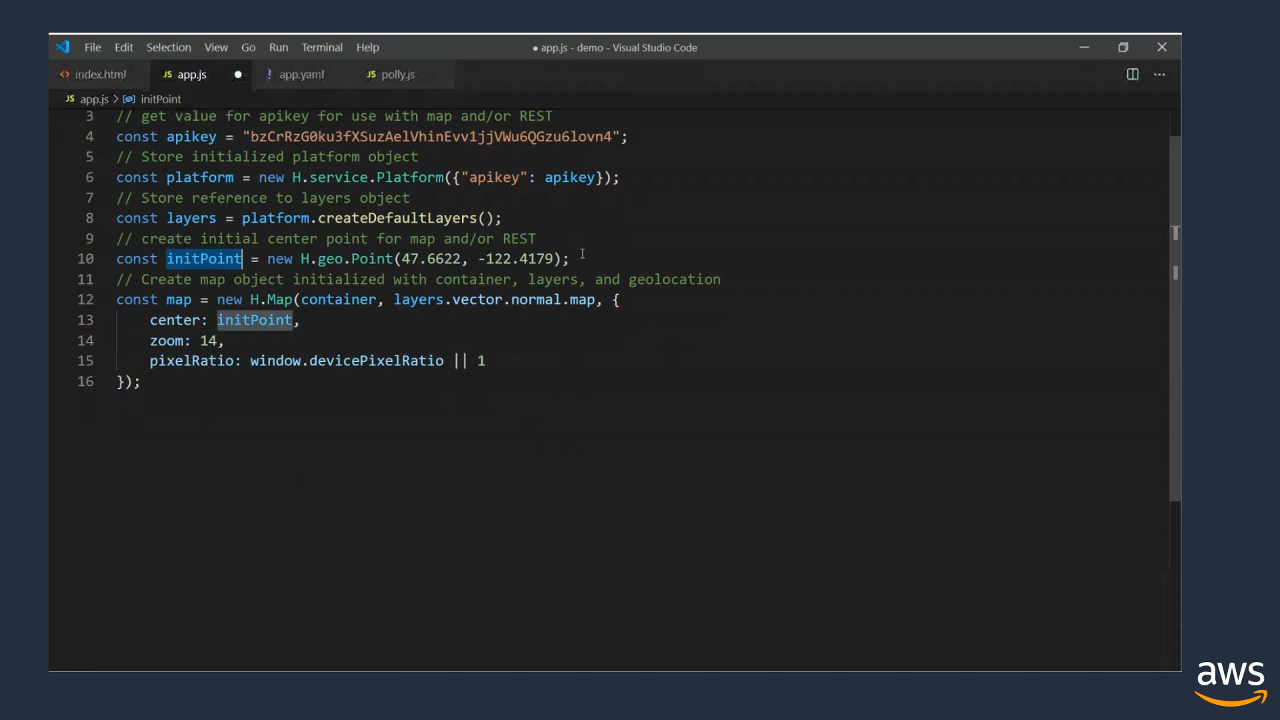 File Edit Selection View Go Run Terminal Help
● app.js - demo - Visual Studio Code
index.html app.js app.yaml JS polly.js
JS app.js > initPoint
3 // get value for apikey for use with map and/or REST
4 const apikey = "bzCrRzG0ku3fXSuzAelVhinEvv1jjVWu6QGzu6lovn4";
5 // Store initialized platform object
6 const platform = new H.service.Platform({"apikey": apikey});
7 // Store reference to layers object
8 const layers = platform.createDefaultLayers();
9 // create initial center point for map and/or REST
10 const initPoint = new H.geo.Point(47.6622, -122.4179);
11 // Create map object initialized with container, layers, and geolocation
12 const map = new H.Map(container, layers.vector.normal.map, {
13 center: initPoint,
14 zoom: 14,
15 pixelRatio: window.devicePixelRatio || 1
16 });
aws